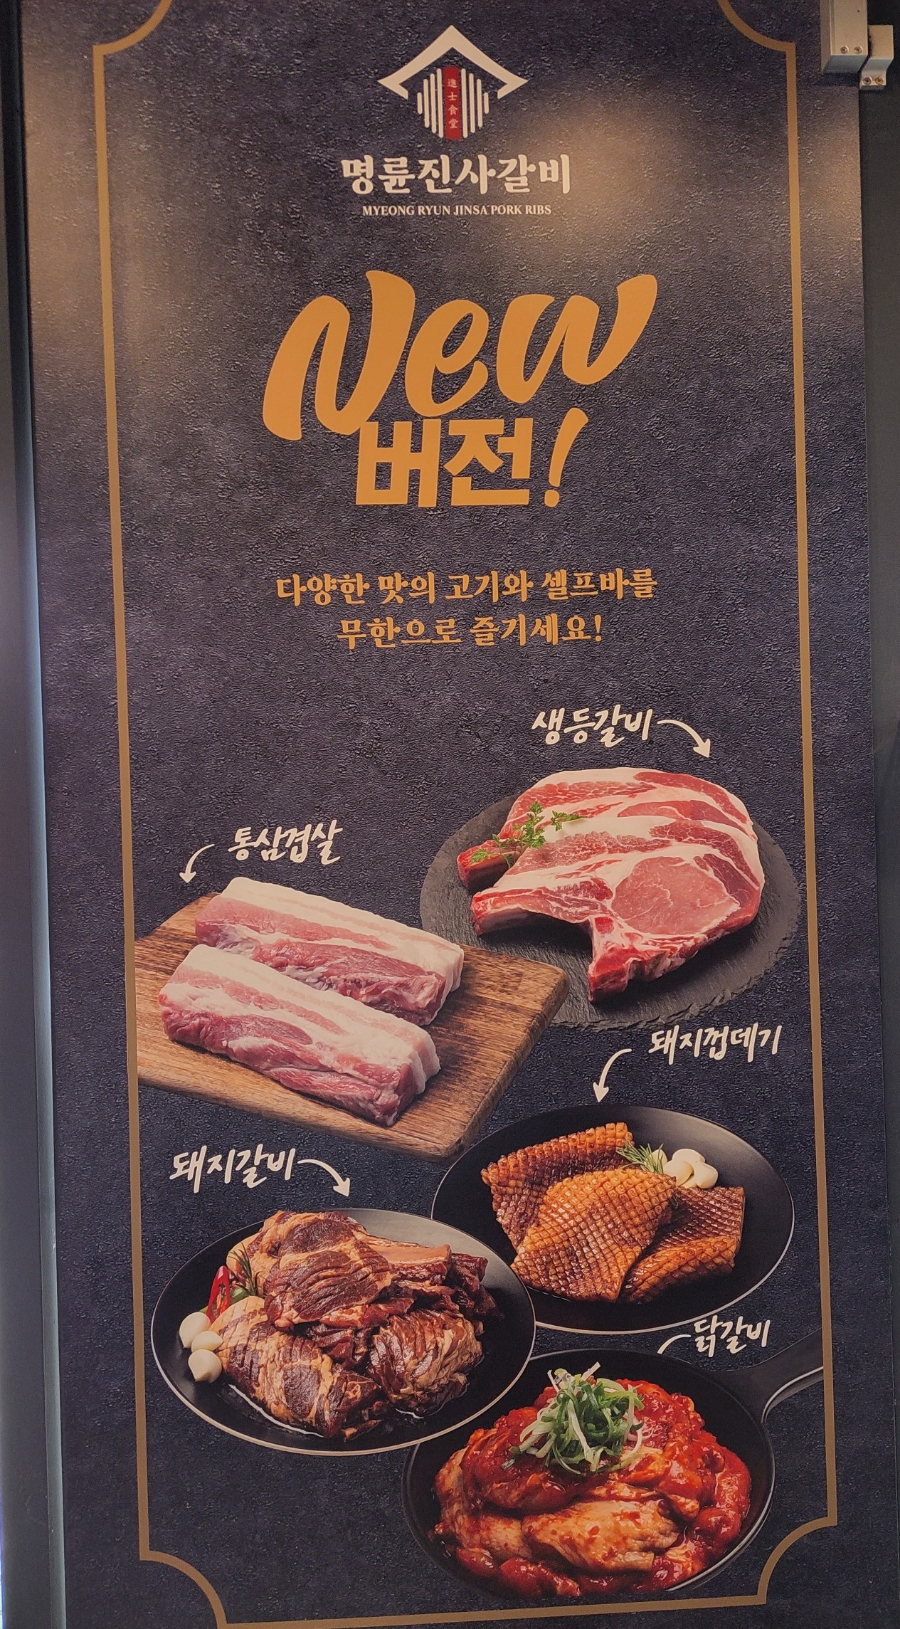 進士食堂
명륜진사갈비
MYEONG RYUN JINSA PORK RIBS
New
버전!
다양한 맛의 고기와 셀프바를
무한으로 즐기세요!
생등갈비
통삼겹살
돼지껍데기
돼지갈비
닭갈비